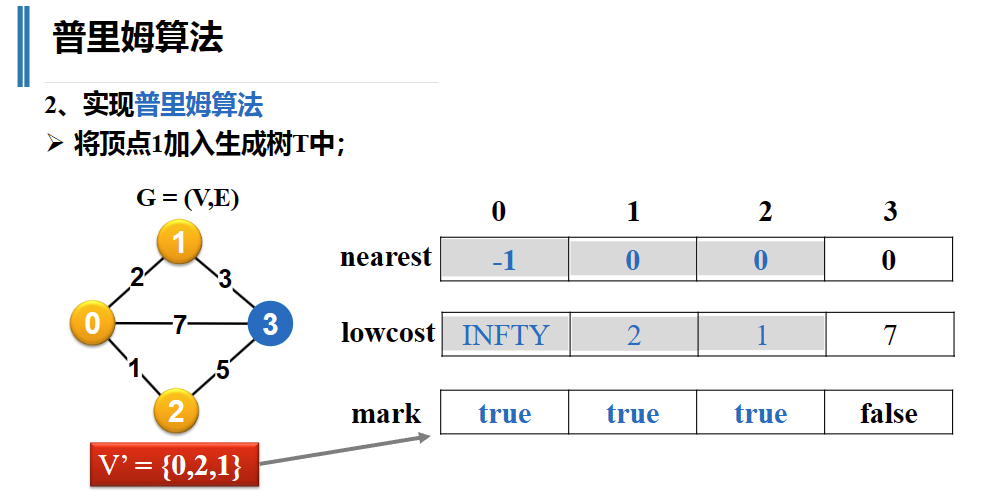 普里姆算法
2、实现普里姆算法
➢ 将顶点1加入生成树T中；
G = (V,E)
1
2 3
0 7 3
1 5
2
V’ = {0,2,1}
0 1 2 3
nearest -1 0 0 0
lowcost INFTY 2 1 7
mark true true true false